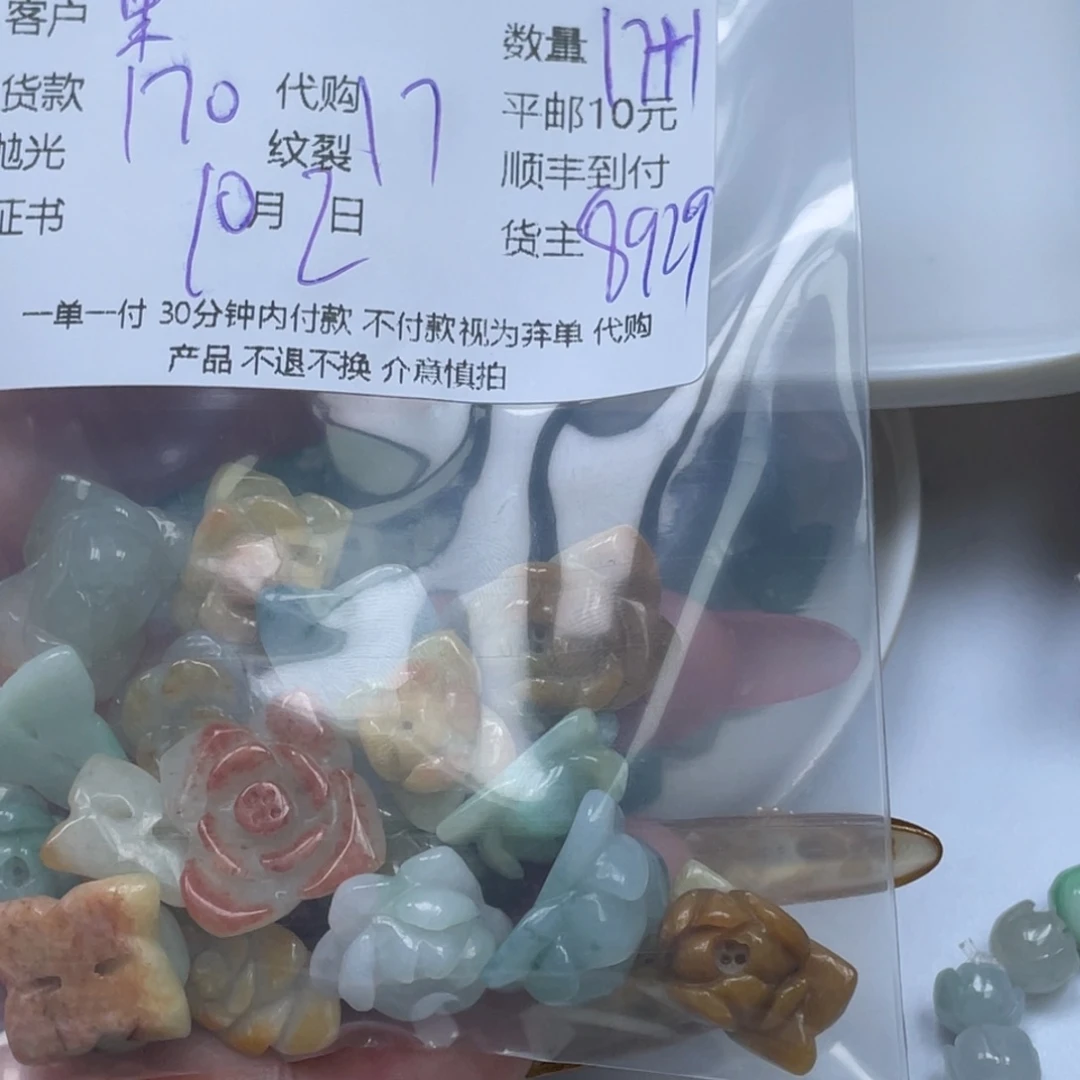 客户 果 数量 17+1
货款 170 代购 17 平邮10元
抛光 纹裂 顺丰到付
证书 10月2日 货主 8929
一单一付 30分钟内付款 不付款视为弃单 代购
产品 不退不换 介意慎拍